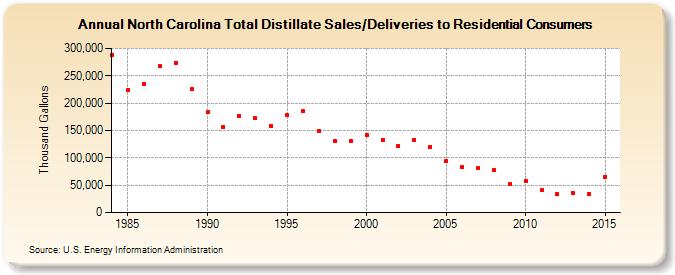 Annual North Carolina Total Distillate Sales/Deliveries to Residential Consumers
Thousand Gallons
300,000
250,000
200,000
150,000
100,000
50,000
0
1985 1990 1995 2000 2005 2010 2015
Source: U.S. Energy Information Administration